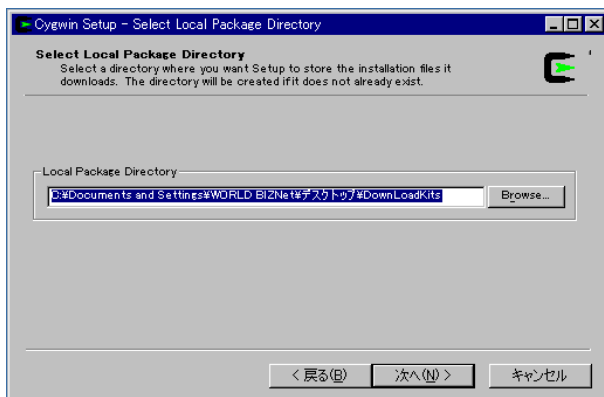 Cygwin Setup - Select Local Package Directory
Select Local Package Directory
Select a directory where you want Setup to store the installation files it
downloads. The directory will be created if it does not already exist.
Local Package Directory
C:¥Documents and Settings¥WORLD BIZNet¥デスクトップ¥DownLoadKits
Browse...
< 戻る(B)
次へ(N) >
キャンセル